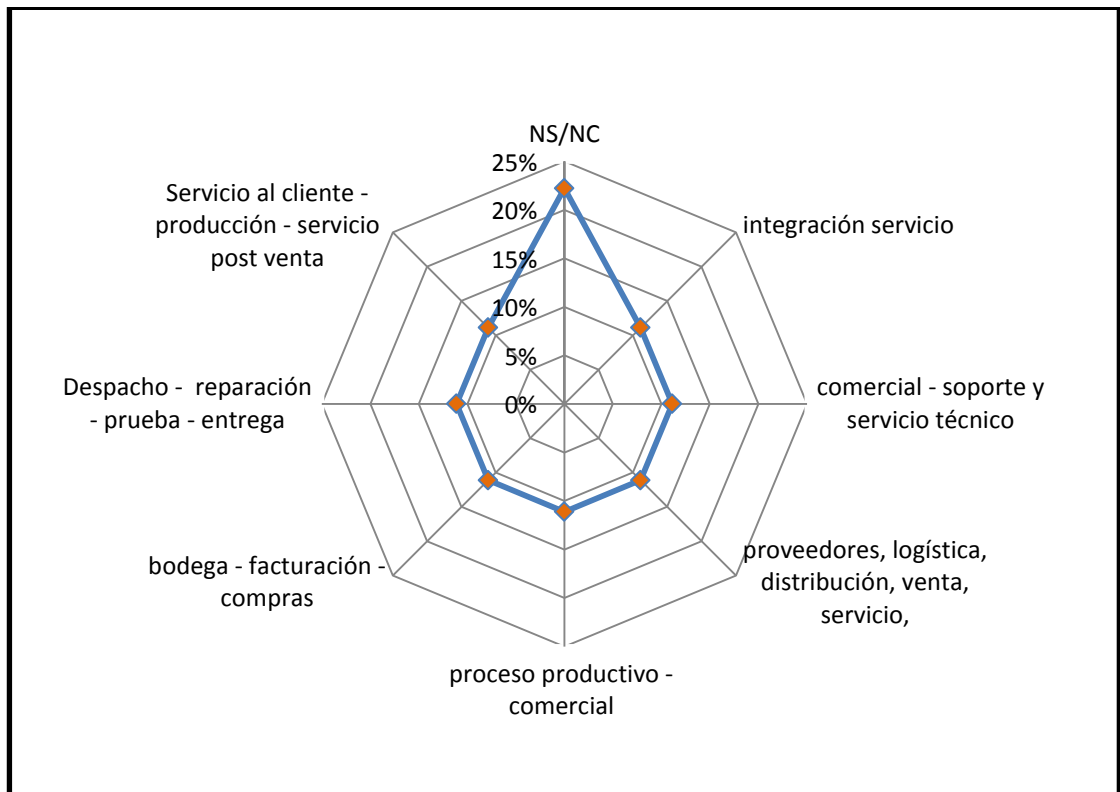 NS/NC
25%
20%
15%
10%
5%
0%
integración servicio
comercial - soporte y
servicio técnico
proveedores, logística,
distribución, venta,
servicio,
proceso productivo -
comercial
bodega - facturación -
compras
Despacho -  reparación
- prueba - entrega
Servicio al cliente -
producción - servicio
post venta